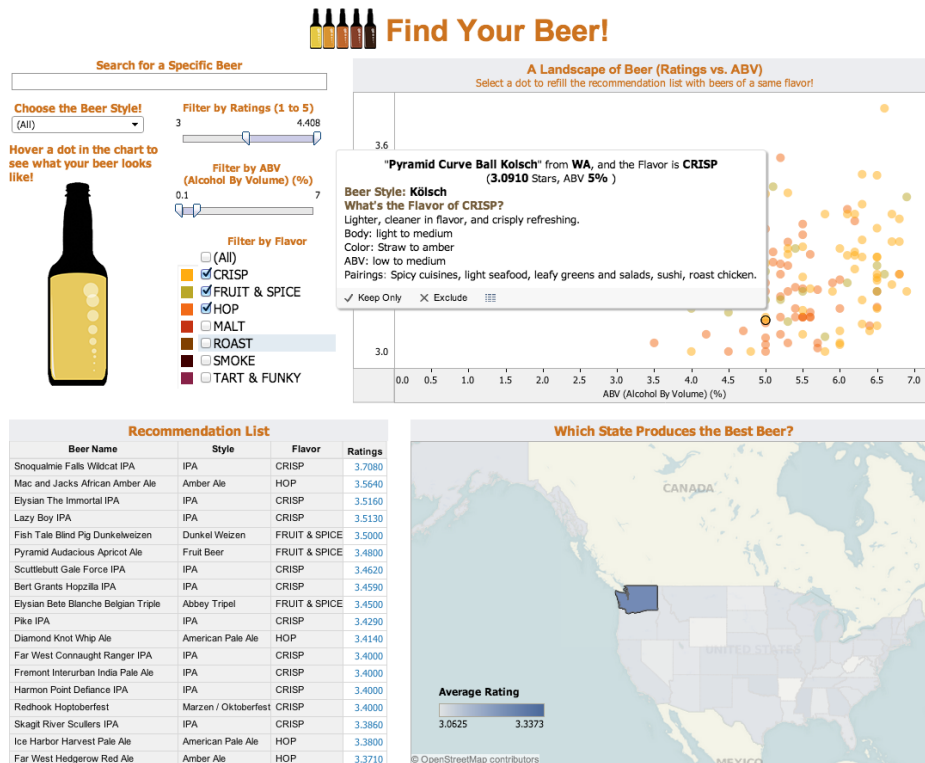 Find Your Beer!
Search for a Specific Beer
Choose the Beer Style!
(All)
Hover a dot in the chart to
see what your beer looks
like!
Filter by Ratings (1 to 5)
3 4.408
Filter by ABV
(Alcohol By Volume) (%)
0.1 7
Filter by Flavor
(All)
CRISP
FRUIT & SPICE
HOP
MALT
ROAST
SMOKE
TART & FUNKY
A Landscape of Beer (Ratings vs. ABV)
Select a dot to refill the recommendation list with beers of a same flavor!
3.6
"Pyramid Curve Ball Kolsch" from WA, and the Flavor is CRISP
(3.0910 Stars, ABV 5% )
Beer Style: Kölsch
What's the Flavor of CRISP?
Lighter, cleaner in flavor, and crisply refreshing.
Body: light to medium
Color: Straw to amber
ABV: low to medium
Pairings: Spicy cuisines, light seafood, leafy greens and salads, sushi, roast chicken.
Keep Only Exclude
3.0
0.0 0.5 1.0 1.5 2.0 2.5 3.0 3.5 4.0 4.5 5.0 5.5 6.0 6.5 7.0
ABV (Alcohol By Volume) (%)
Recommendation List
Beer Name Style Flavor Ratings
Snoqualmie Falls Wildcat IPA IPA CRISP 3.7080
Mac and Jacks African Amber Ale Amber Ale HOP 3.5640
Elysian The Immortal IPA IPA CRISP 3.5160
Lazy Boy IPA IPA CRISP 3.5130
Fish Tale Blind Pig Dunkelweizen Dunkel Weizen FRUIT & SPICE 3.5000
Pyramid Audacious Apricot Ale Fruit Beer FRUIT & SPICE 3.4800
Scuttlebutt Gale Force IPA IPA CRISP 3.4620
Bert Grants Hopzilla IPA IPA CRISP 3.4590
Elysian Bete Blanche Belgian Triple Abbey Tripel FRUIT & SPICE 3.4500
Pike IPA IPA CRISP 3.4290
Diamond Knot Whip Ale American Pale Ale HOP 3.4140
Far West Connaught Ranger IPA IPA CRISP 3.4000
Fremont Interurban India Pale Ale IPA CRISP 3.4000
Harmon Point Defiance IPA IPA CRISP 3.4000
Redhook Hoptoberfest Marzen / Oktoberfest CRISP 3.4000
Skagit River Scullers IPA IPA CRISP 3.3860
Ice Harbor Harvest Pale Ale American Pale Ale HOP 3.3800
Far West Hedgerow Red Ale Amber Ale HOP 3.3710
Which State Produces the Best Beer?
CANADA
UNITED STATES
MEXICO
Average Rating
3.0625 3.3373
© OpenStreetMap contributors